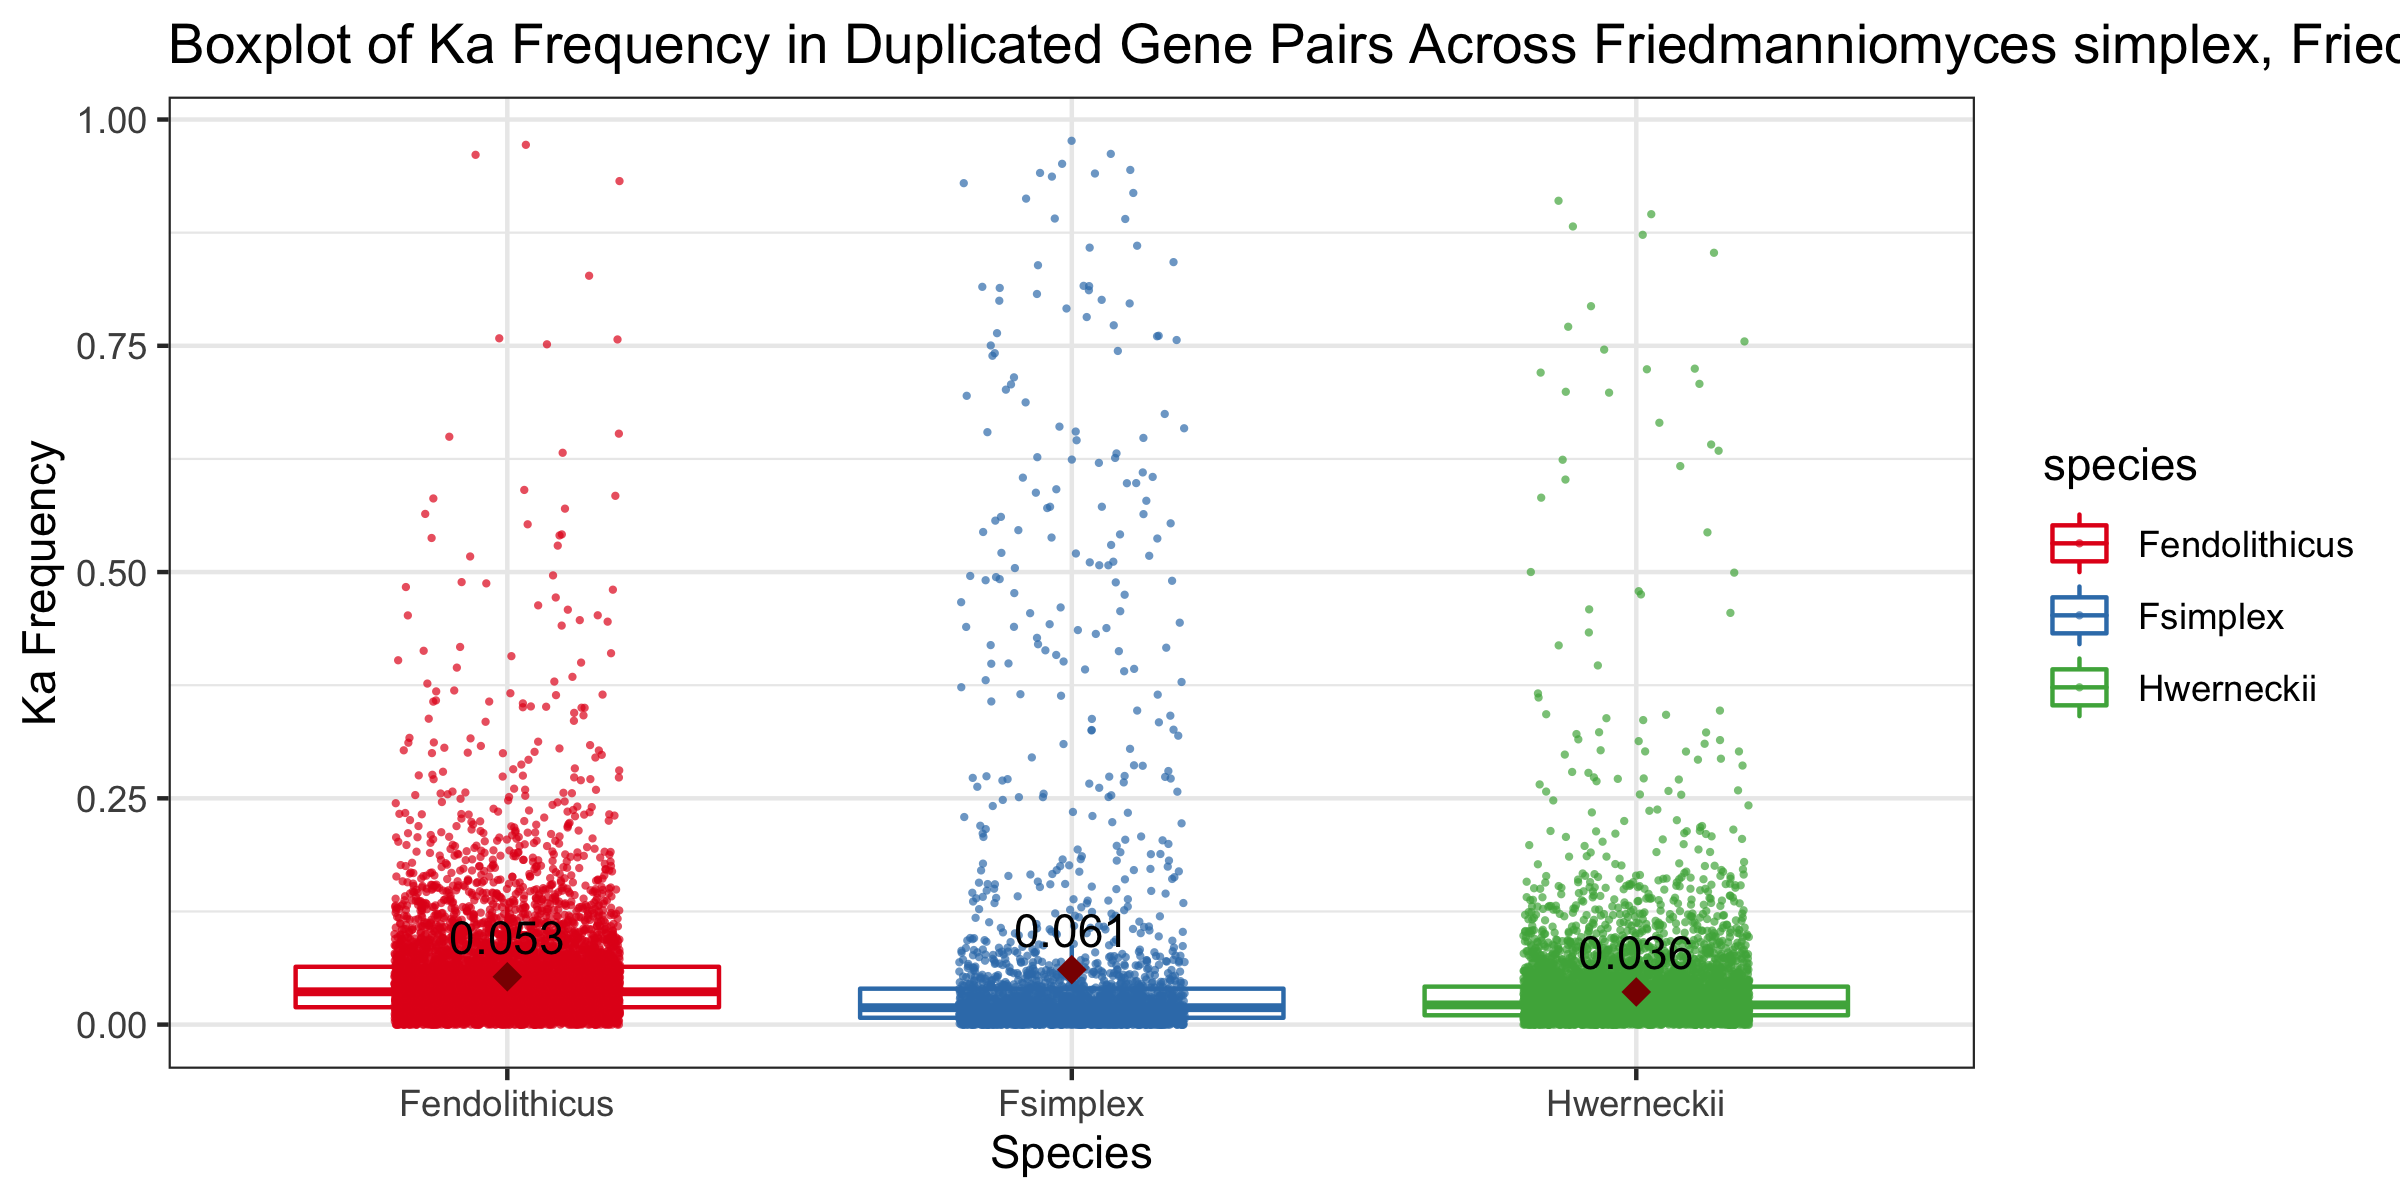 Boxplot of Ka Frequency in Duplicated Gene Pairs Across Friedmanniomyces simplex, Fried
1.00
0.75
0.50
0.25
0.00
Ka Frequency
0.053
0.061
0.036
Fendolithicus
Fsimplex
Hwerneckii
Species
species
Fendolithicus
Fsimplex
Hwerneckii